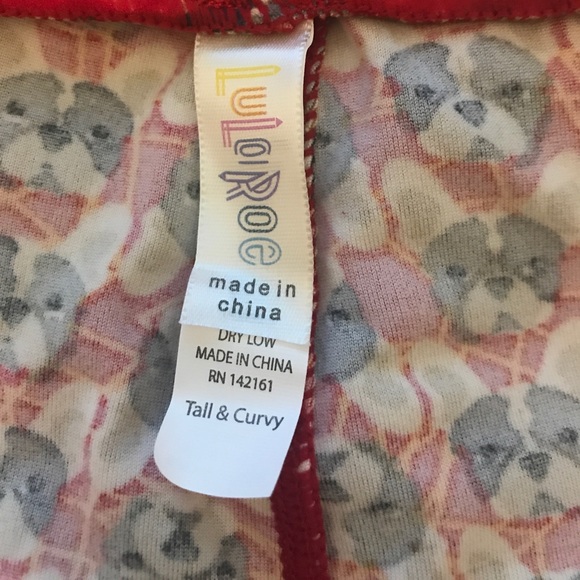 LuLaRoe
made in
china
DRY LOW
MADE IN CHINA
RN 142161
Tall & Curvy